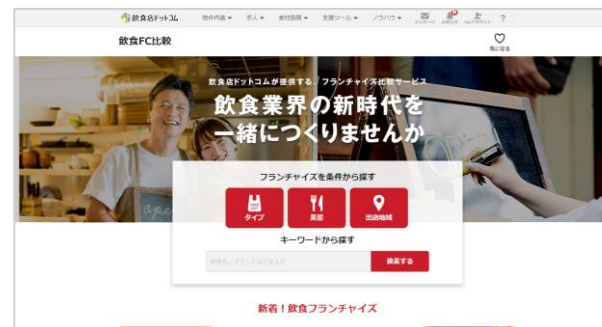 飲食店ドットコム
物件内装 求人 食材厨房 支援ツール ノウハウ ?
飲食FC比較
気になる
飲食店ドットコムが提供する、フランチャイズ比較サービス
飲食業界の新時代を
一緒につくりませんか
Open
フランチャイズを条件から探す
タイプ 業態 出店地域
キーワードから探す
検索する
新着！飲食フランチャイズ